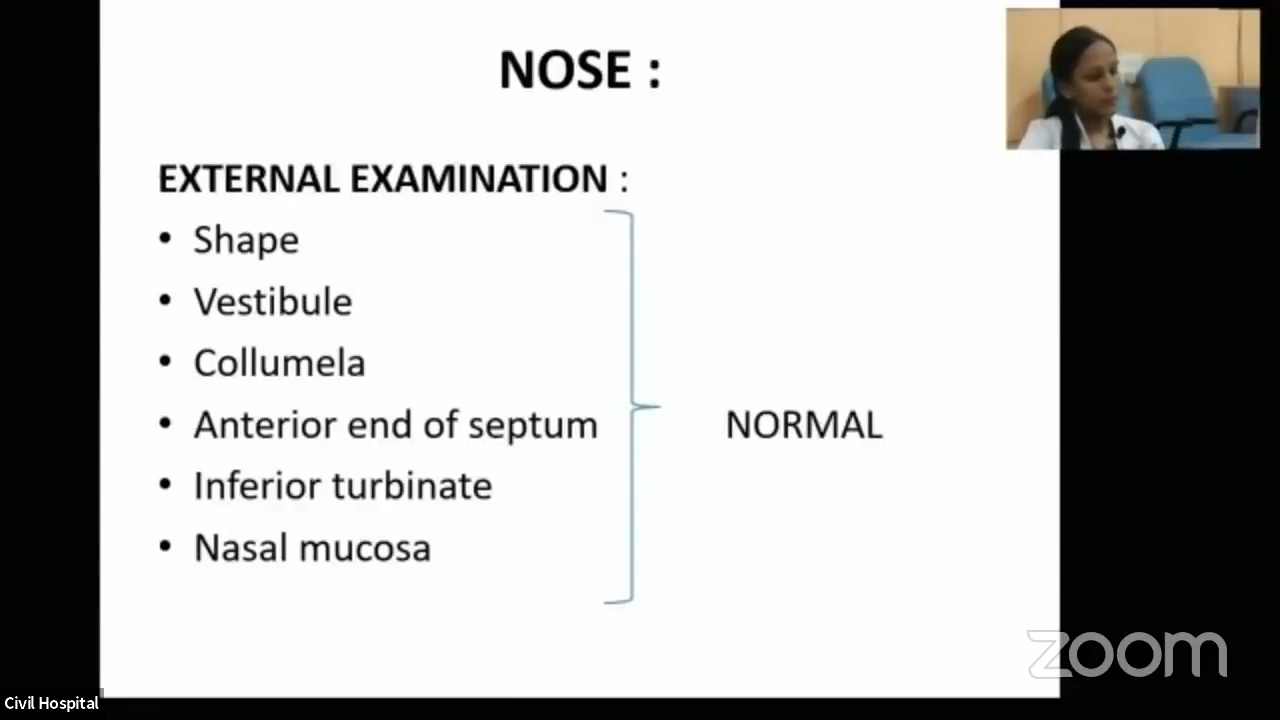 NOSE :
EXTERNAL EXAMINATION :
• Shape
• Vestibule
• Collumela
• Anterior end of septum
• Inferior turbinate
• Nasal mucosa
NORMAL
zoom
Civil Hospital